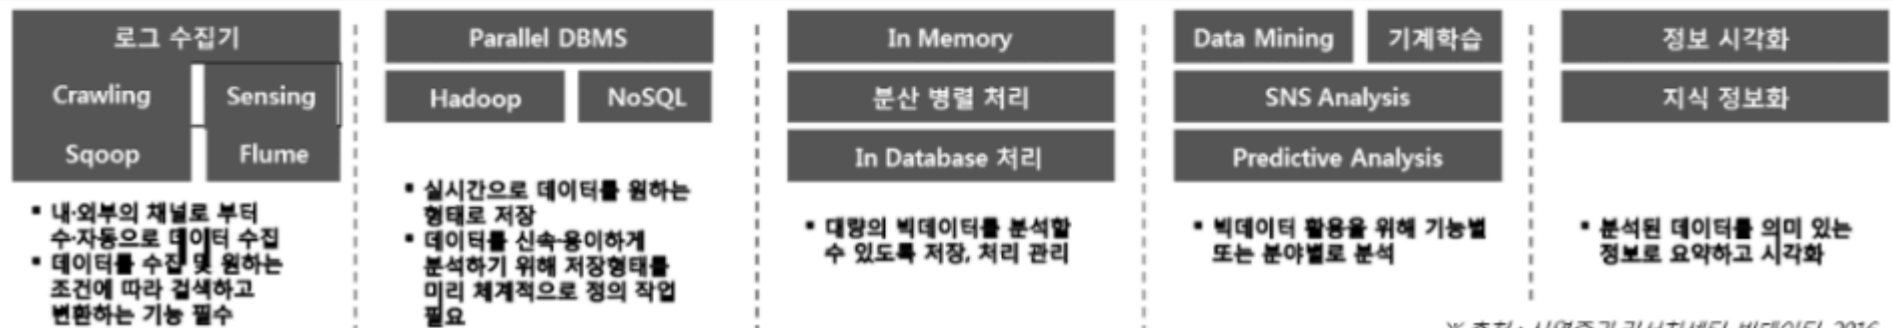 로그 수집기
Crawling
Sensing
Sqoop
Flume
▪ 내·외부의 채널로 부터
수·자동으로 데이터 수집
▪ 데이터를 수집 및 원하는
조건에 따라 검색하고
변환하는 기능 필수
Parallel DBMS
Hadoop
NoSQL
▪ 실시간으로 데이터를 원하는
형태로 저장
▪ 데이터를 신속·용이하게
분석하기 위해 저장형태를
미리 체계적으로 정의 작업
필요
In Memory
분산 병렬 처리
In Database 처리
▪ 대량의 빅데이터를 분석할
수 있도록 저장, 처리 관리
Data Mining
기계학습
SNS Analysis
Predictive Analysis
▪ 빅데이터 활용을 위해 기능별
또는 분야별로 분석
정보 시각화
지식 정보화
▪ 분석된 데이터를 의미 있는
정보로 요약하고 시각화